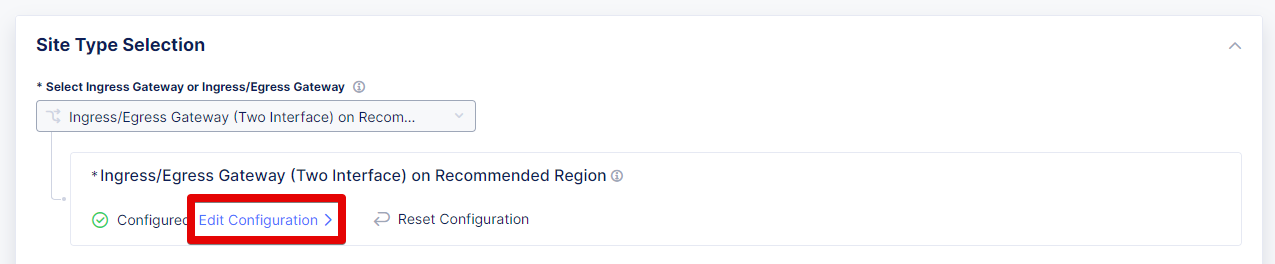 Site Type Selection
* Select Ingress Gateway or Ingress/Egress Gateway
Ingress/Egress Gateway (Two Interface) on Recom...
*Ingress/Egress Gateway (Two Interface) on Recommended Region
Configured Edit Configuration Reset Configuration